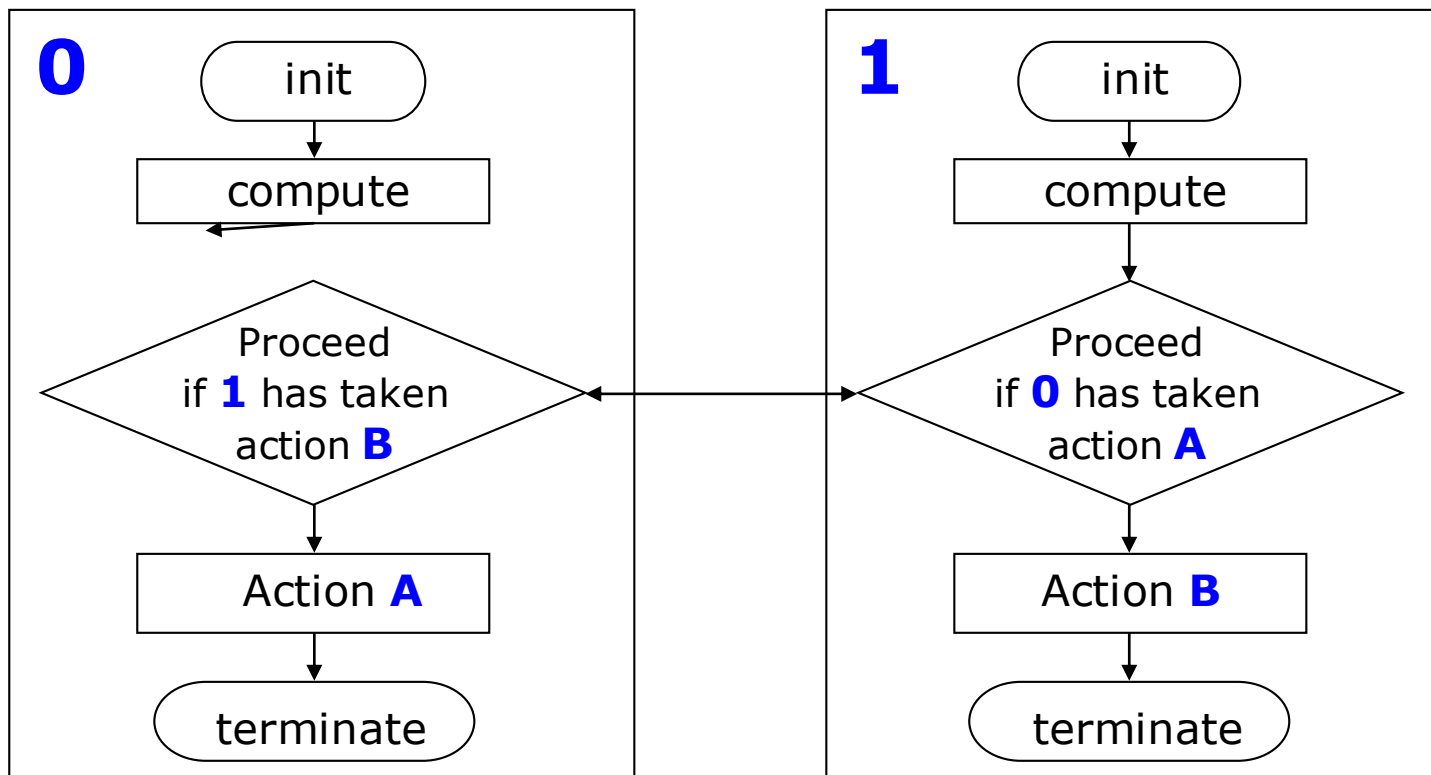 0
init
compute
Proceed
if 1 has taken
action B
Action A
terminate
1
init
compute
Proceed
if 0 has taken
action A
Action B
terminate